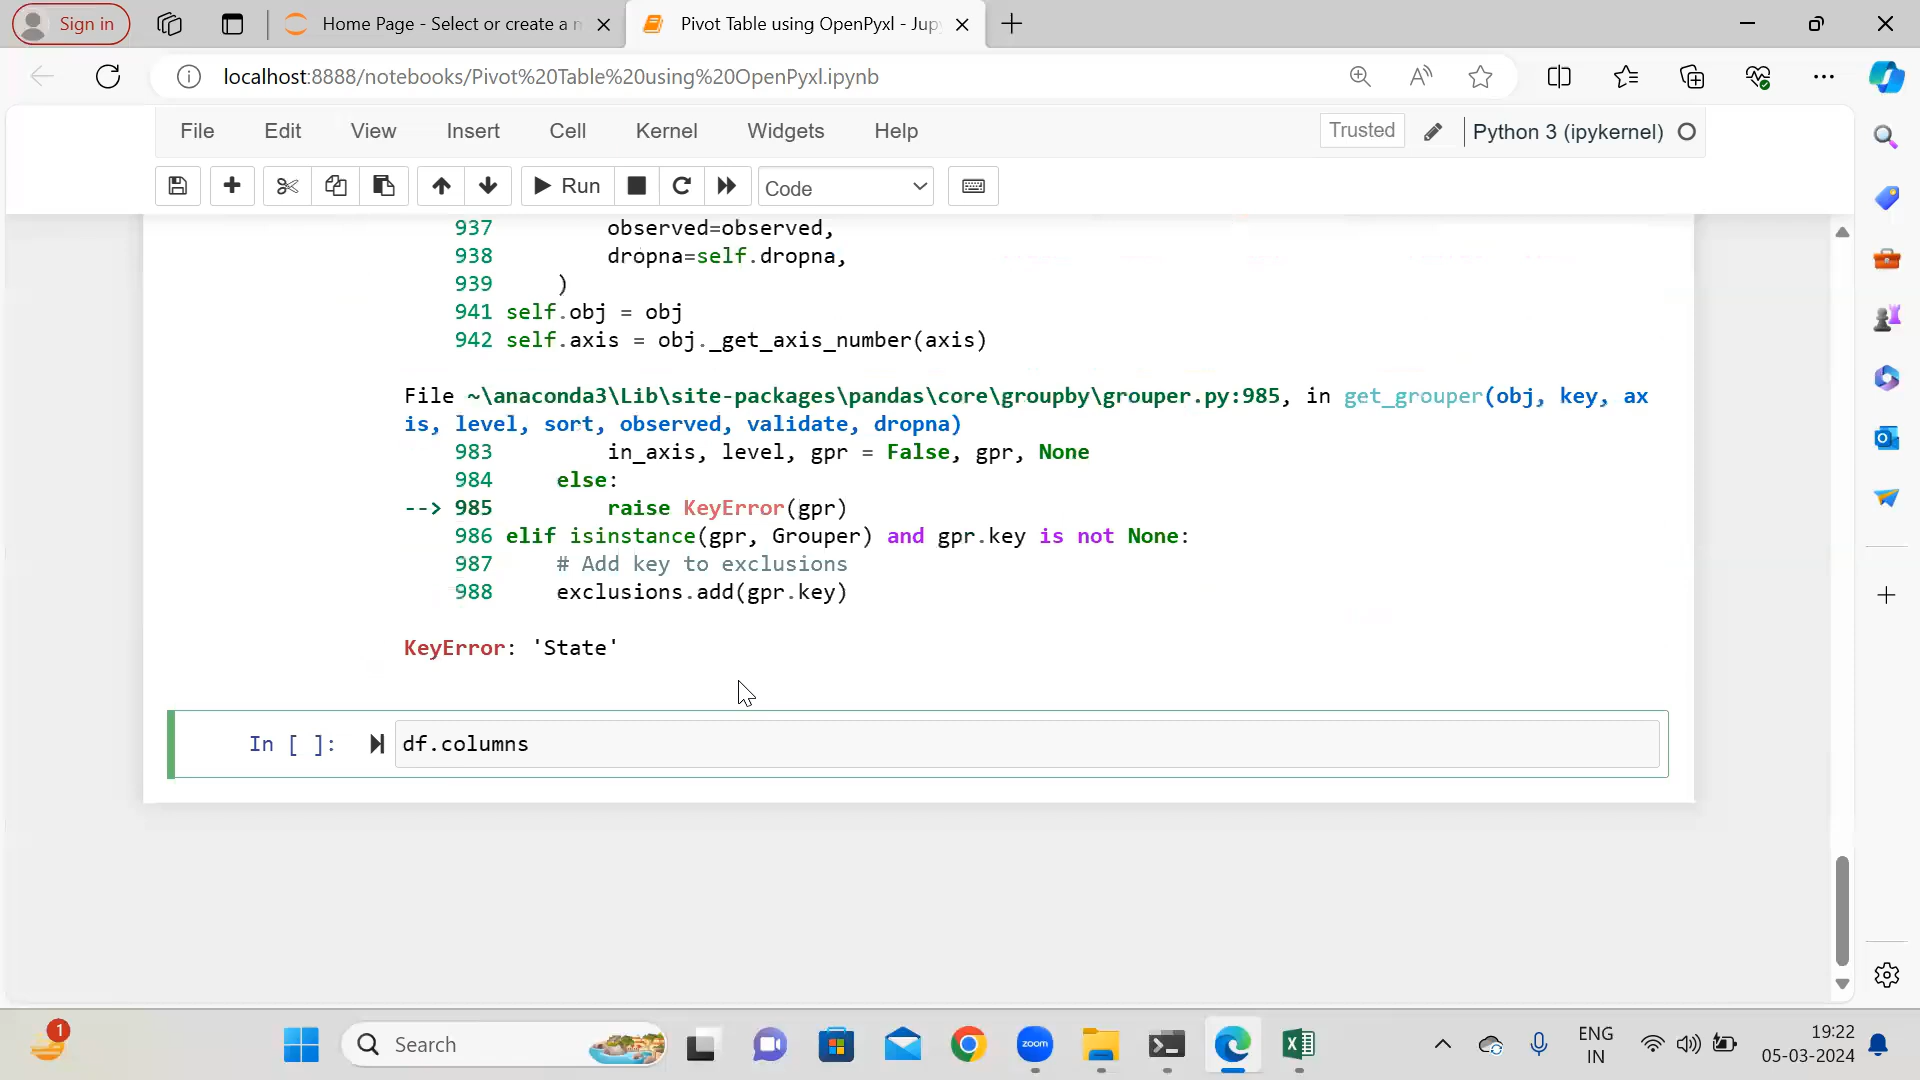 Sign in
Home Page - Select or create a n
Pivot Table using OpenPyxl - Jup
localhost:8888/notebooks/Pivot%20Table%20using%20OpenPyxl.ipynb
File Edit View Insert Cell Kernel Widgets Help
Trusted
Python 3 (ipykernel)
Run
Code
937 observed=observed,
938 dropna=self.dropna,
939 )
941 self.obj = obj
942 self.axis = obj._get_axis_number(axis)
File ~\anaconda3\Lib\site-packages\pandas\core\groupby\grouper.py:985, in get_grouper(obj, key, ax
is, level, sort, observed, validate, dropna)
983 in_axis, level, gpr = False, gpr, None
984 else:
--> 985 raise KeyError(gpr)
986 elif isinstance(gpr, Grouper) and gpr.key is not None:
987 # Add key to exclusions
988 exclusions.add(gpr.key)
KeyError: 'State'
In [ ]: df.columns
1
Search
zoom
ENG
IN
19:22
05-03-2024